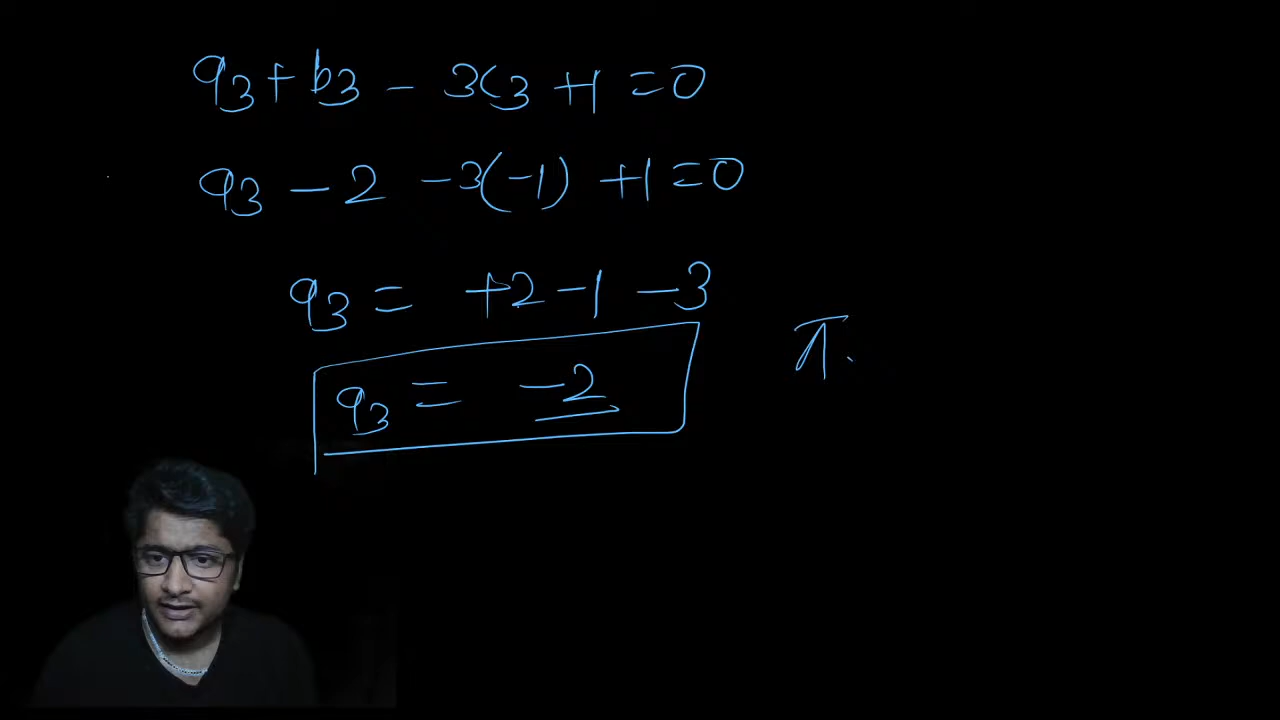 a3 + b3 - 3c3 + 1 = 0
a3 - 2 - 3(-1) + 1 = 0
a3 = +2 - 1 - 3
a3 = -2
π.